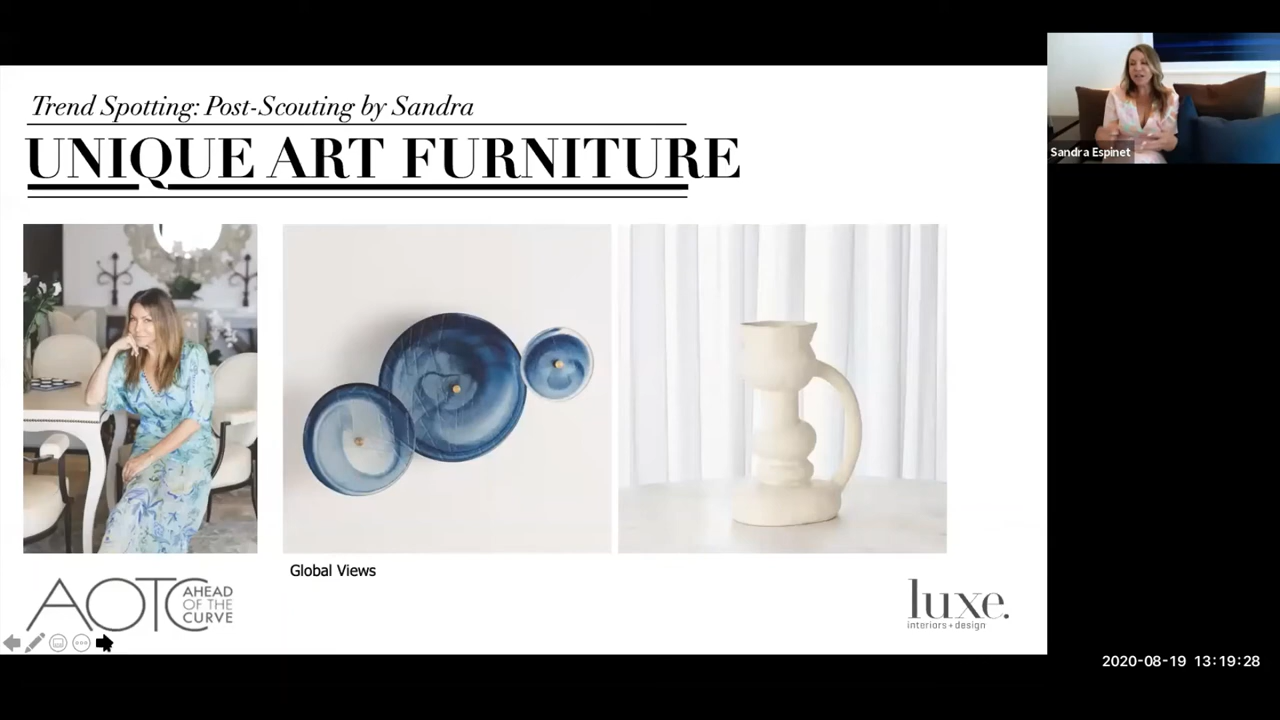 Trend Spotting: Post-Scouting by Sandra
UNIQUE ART FURNITURE
Sandra Espinet
Global Views
AOTC AHEAD
OF THE
CURVE
luxe.
interiors+design
2020-08-19 13:19:28